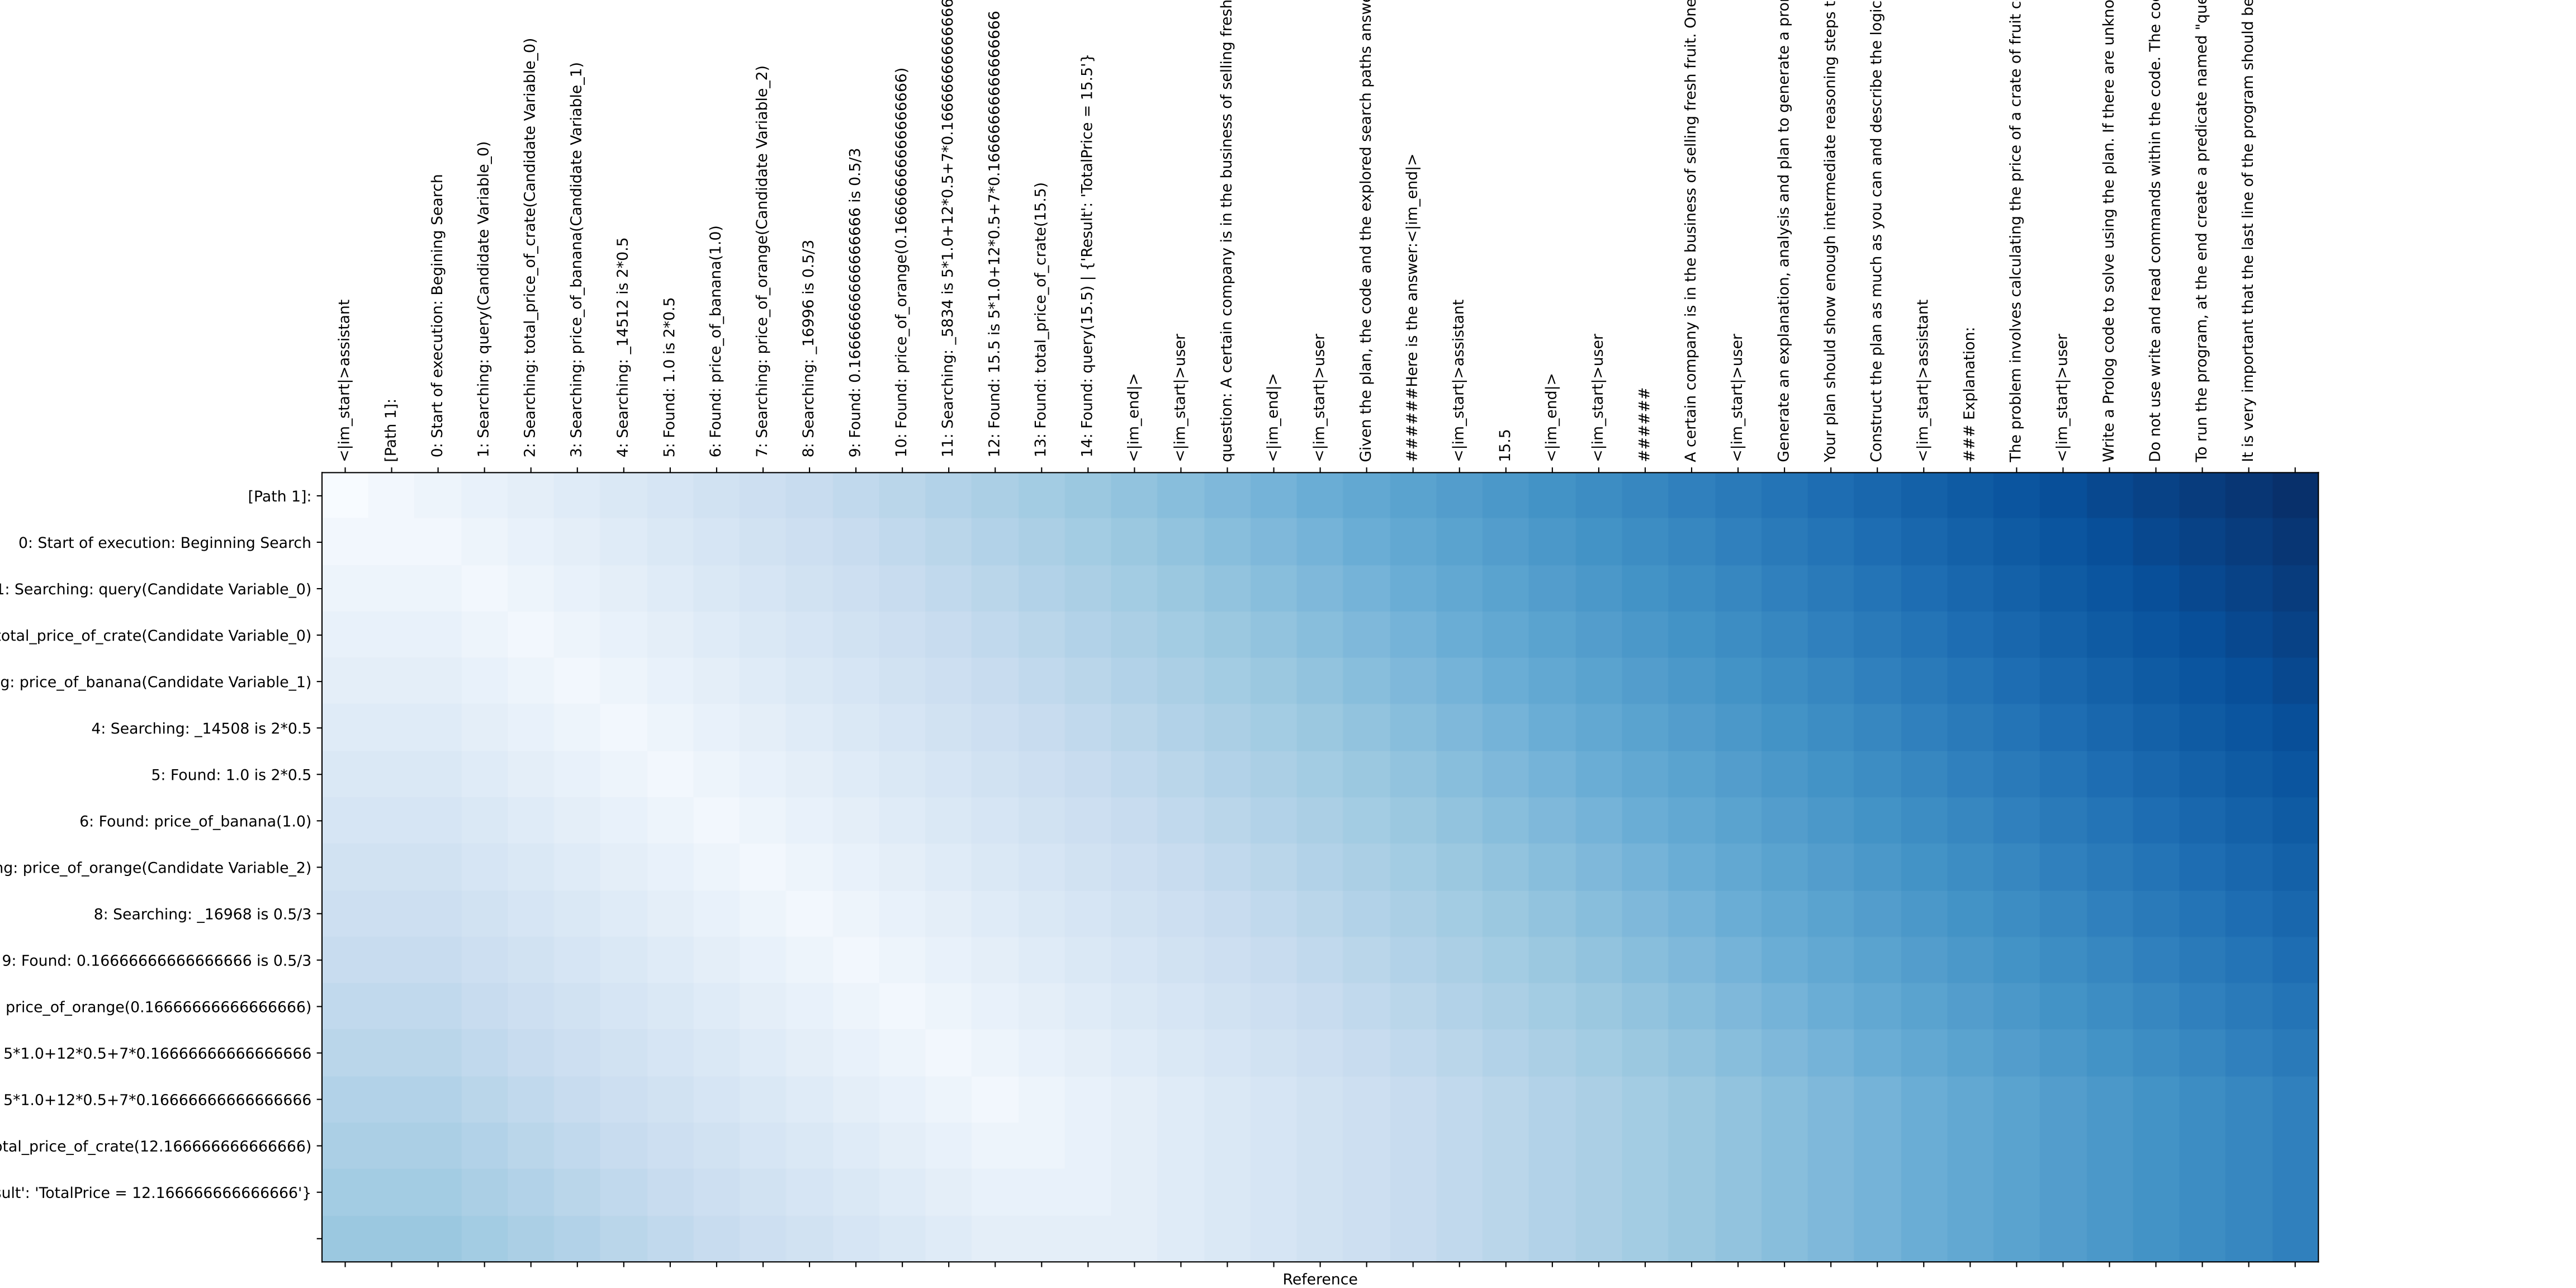 <|im_start|>assistant
[Path 1]:
0: Start of execution: Begining Search
1: Searching: query(Candidate Variable_0)
2: Searching: total_price_of_crate(Candidate Variable_0)
3: Searching: price_of_banana(Candidate Variable_1)
4: Searching: _14512 is 2*0.5
5: Found: 1.0 is 2*0.5
6: Found: price_of_banana(1.0)
7: Searching: price_of_orange(Candidate Variable_2)
8: Searching: _16996 is 0.5/3
9: Found: 0.16666666666666666 is 0.5/3
10: Found: price_of_orange(0.16666666666666666)
11: Searching: _5834 is 5*1.0+12*0.5+7*0.16666666666666666
12: Found: 15.5 is 5*1.0+12*0.5+7*0.16666666666666666
13: Found: total_price_of_crate(15.5)
14: Found: query(15.5) | {'Result': 'TotalPrice = 15.5'}
<|im_end|>
<|im_start|>user
question: A certain company is in the business of selling fresh
<|im_end|>
<|im_start|>user
Given the plan, the code and the explored search paths answe
######Here is the answer:<|im_end|>
<|im_start|>assistant
15.5
<|im_end|>
<|im_start|>user
######
A certain company is in the business of selling fresh fruit. One
<|im_start|>user
Generate an explanation, analysis and plan to generate a pro
Your plan should show enough intermediate reasoning steps t
Construct the plan as much as you can and describe the logic
<|im_start|>assistant
### Explanation:
The problem involves calculating the price of a crate of fruit c
<|im_start|>user
Write a Prolog code to solve using the plan. If there are unkno
Do not use write and read commands within the code. The co
To run the program, at the end create a predicate named "que
It is very important that the last line of the program should be
[Path 1]:
0: Start of execution: Beginning Search
1: Searching: query(Candidate Variable_0)
total_price_of_crate(Candidate Variable_0)
g: price_of_banana(Candidate Variable_1)
4: Searching: _14508 is 2*0.5
5: Found: 1.0 is 2*0.5
6: Found: price_of_banana(1.0)
ng: price_of_orange(Candidate Variable_2)
8: Searching: _16968 is 0.5/3
9: Found: 0.16666666666666666 is 0.5/3
price_of_orange(0.16666666666666666)
5*1.0+12*0.5+7*0.16666666666666666
5*1.0+12*0.5+7*0.16666666666666666
otal_price_of_crate(12.166666666666666)
sult': 'TotalPrice = 12.166666666666666'}
Reference